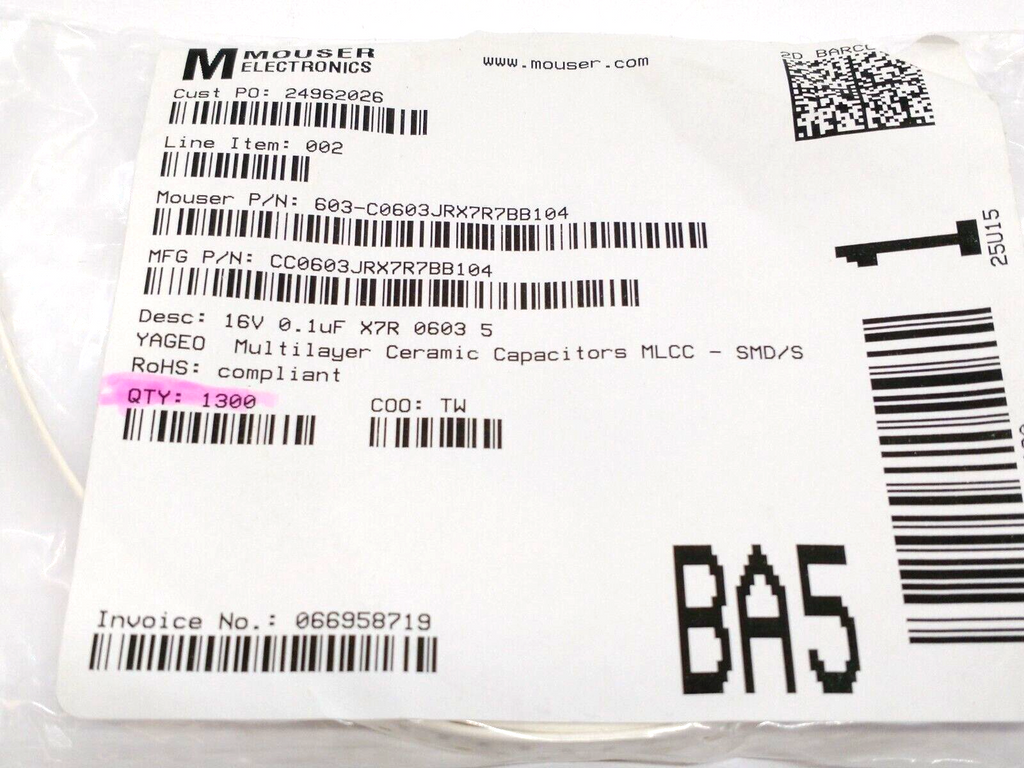 MOUSER
ELECTRONICS
www.mouser.com
2D BARC
Cust PO: 24962026
Line Item: 002
Mouser P/N: 603-C0603JRX7R7BB104
MFG P/N: CC0603JRX7R7BB104
Desc: 16V 0.1uF X7R 0603 5
YAGEO Multilayer Ceramic Capacitors MLCC - SMD/S
RoHS: compliant
QTY: 1300
COO: TW
Invoice No.: 066958719
1
25U15
BA5